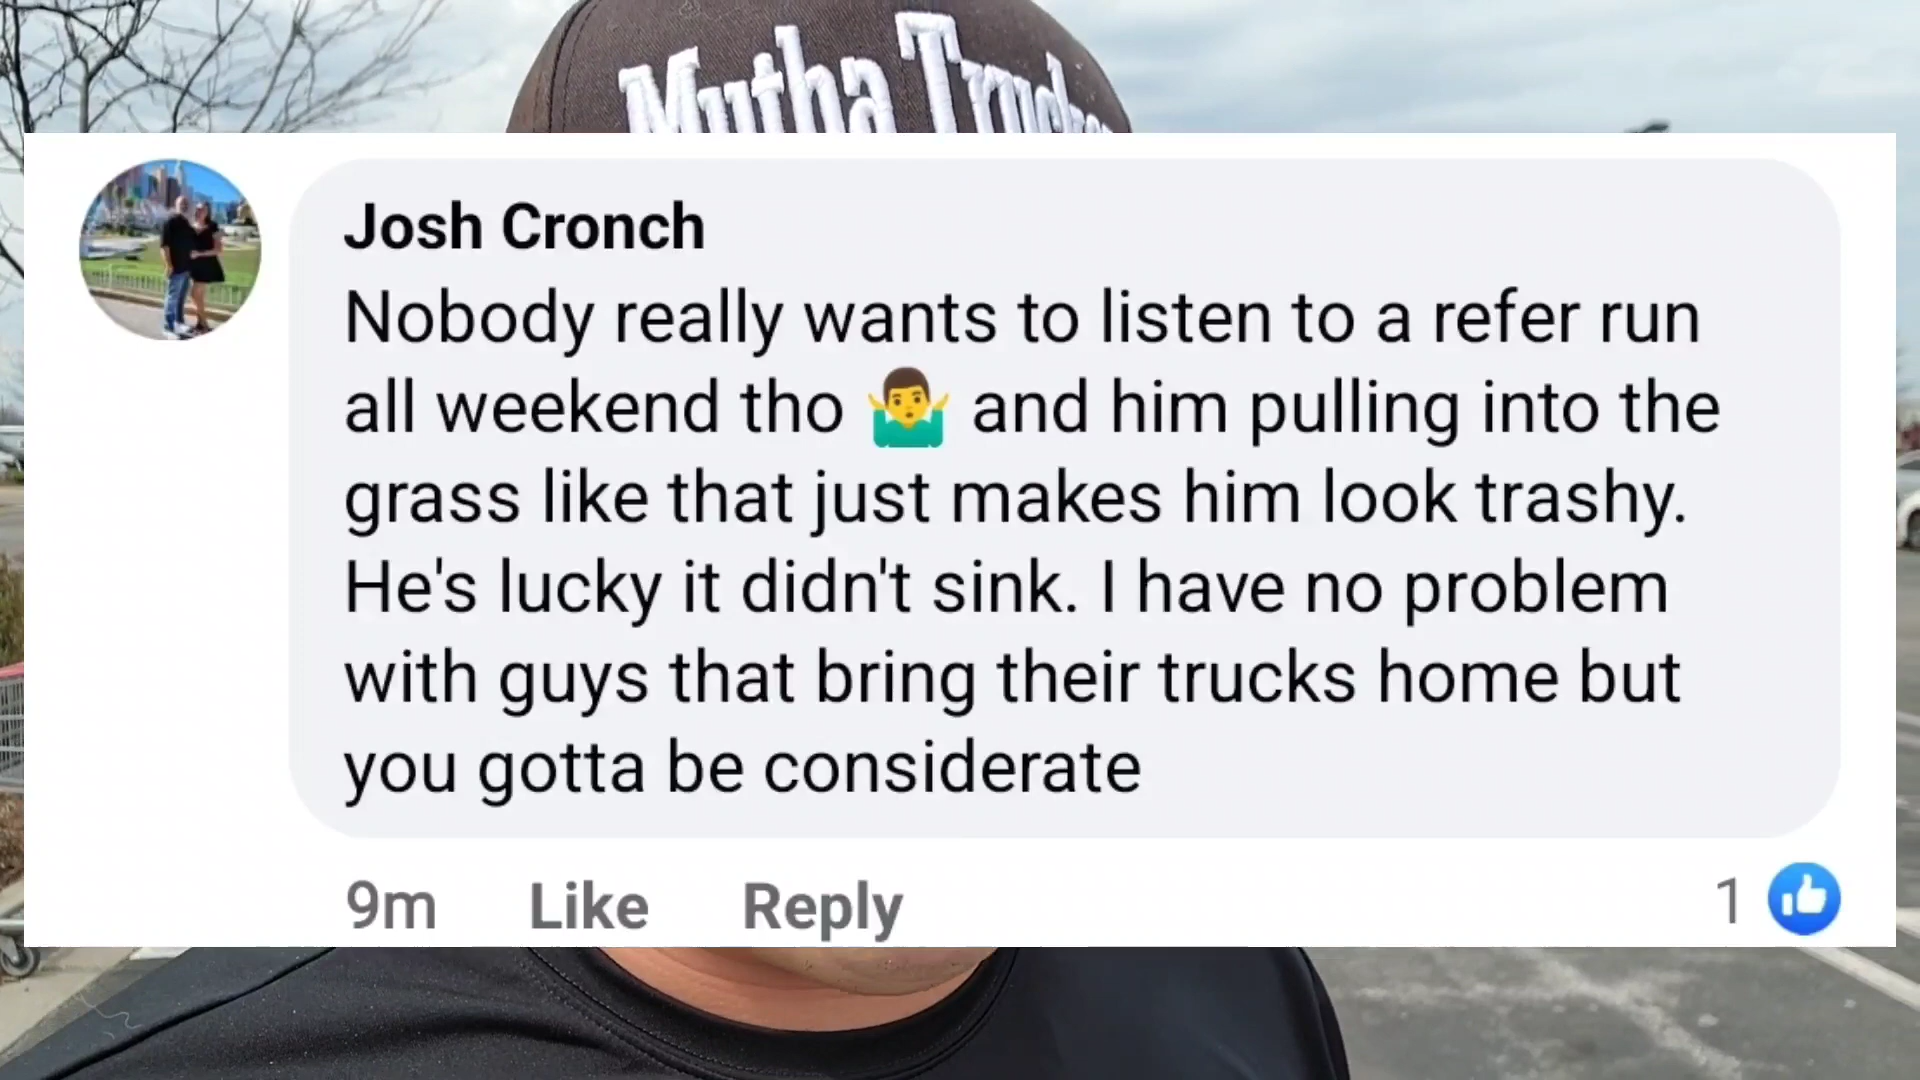 Mutha Trucker
Josh Cronch
Nobody really wants to listen to a refer run
all weekend tho 🤷‍♂️ and him pulling into the
grass like that just makes him look trashy.
He's lucky it didn't sink. I have no problem
with guys that bring their trucks home but
you gotta be considerate
9m Like Reply 1